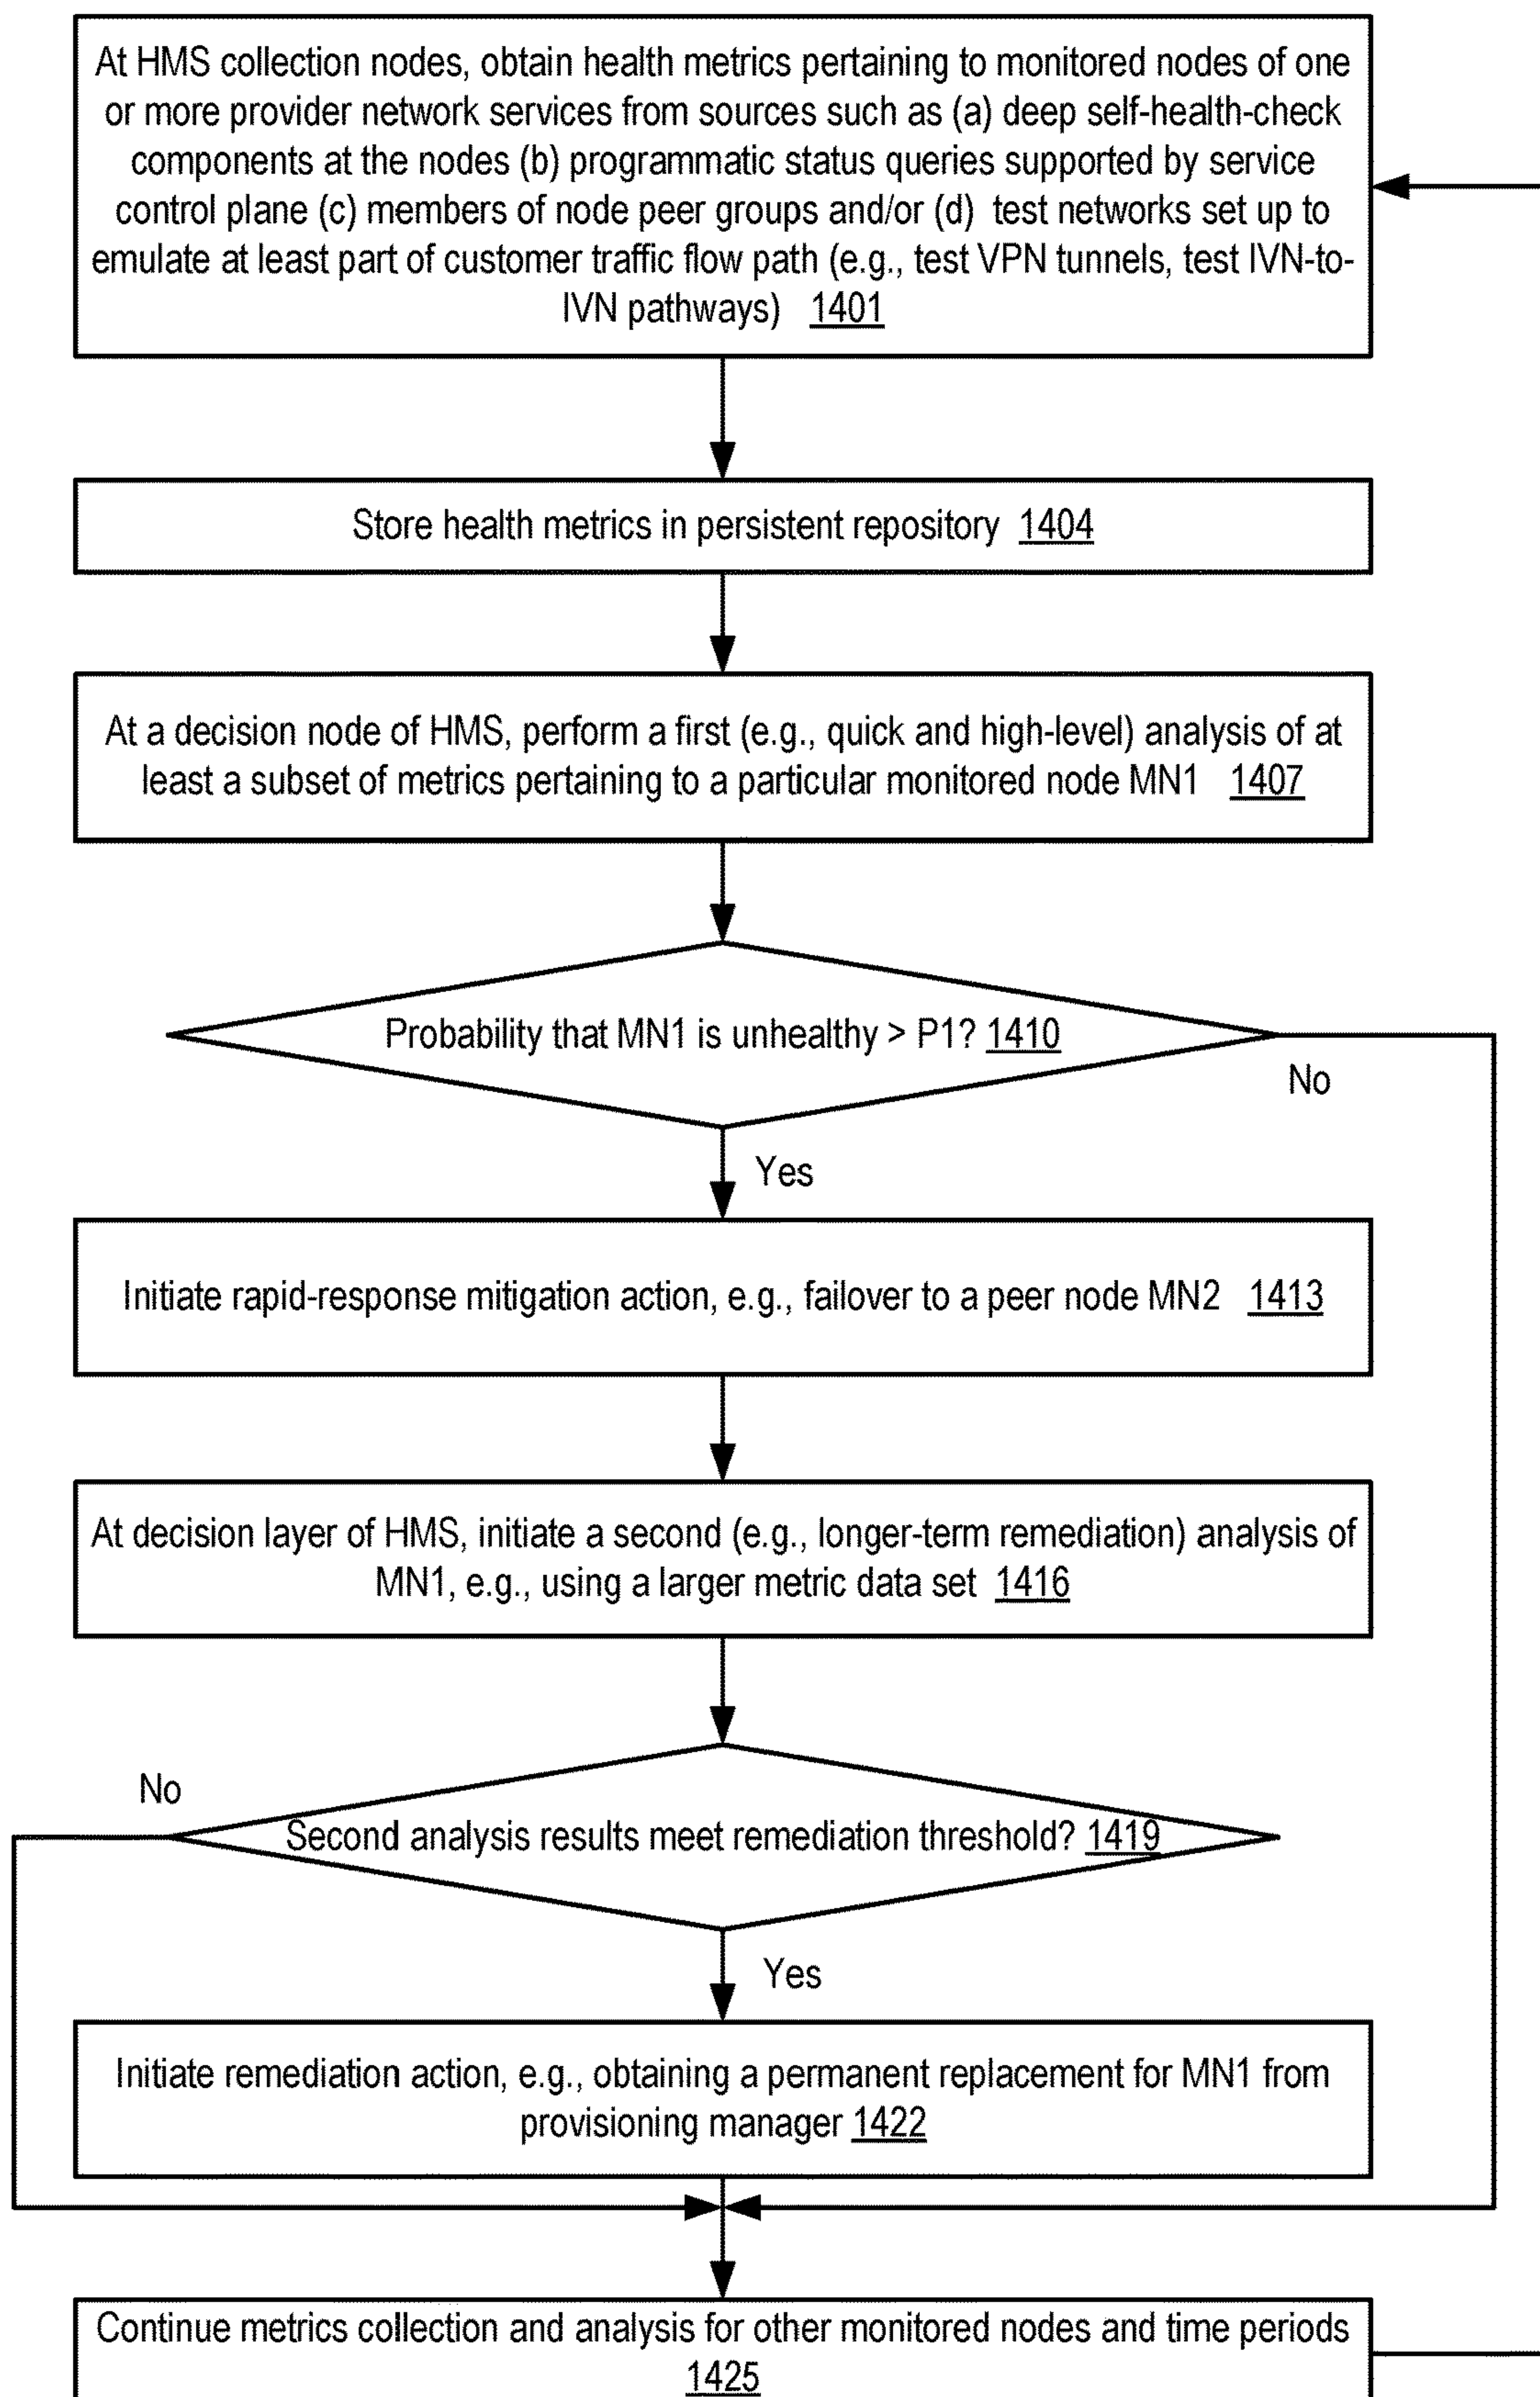 At HMS collection nodes, obtain health metrics pertaining to monitored nodes of one
or more provider network services from sources such as (a) deep self-health-check
components at the nodes (b) programmatic status queries supported by service
control plane (c) members of node peer groups and/or (d) test networks set up to
emulate at least part of customer traffic flow path (e.g., test VPN tunnels, test IVN-to-
IVN pathways) 1401
Store health metrics in persistent repository 1404
At a decision node of HMS, perform a first (e.g., quick and high-level) analysis of at
least a subset of metrics pertaining to a particular monitored node MN1 1407
Probability that MN1 is unhealthy > P1? 1410
No
Yes
Initiate rapid-response mitigation action, e.g., failover to a peer node MN2 1413
At decision layer of HMS, initiate a second (e.g., longer-term remediation) analysis of
MN1, e.g., using a larger metric data set 1416
No
Second analysis results meet remediation threshold? 1419
Yes
Initiate remediation action, e.g., obtaining a permanent replacement for MN1 from
provisioning manager 1422
Continue metrics collection and analysis for other monitored nodes and time periods
1425